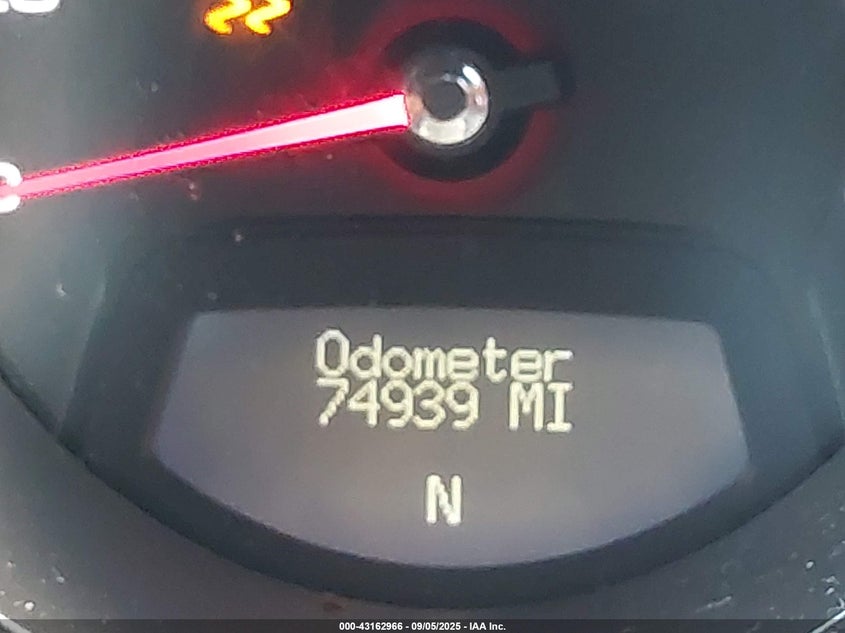 Odometer
74939 MI
N
000-43162966 - 09/05/2025 - IAA Inc.